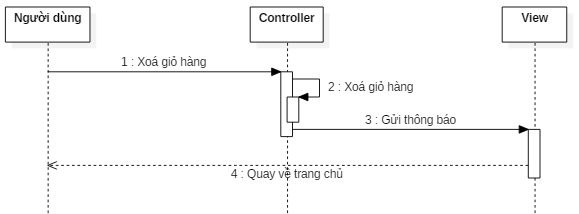 Người dùng
Controller
View
1 : Xoá giỏ hàng
2 : Xoá giỏ hàng
3 : Gửi thông báo
4 : Quay về trang chủ